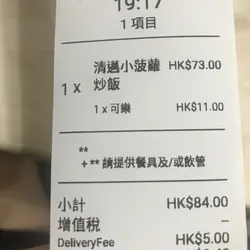 19:17
1 項目
清邁小菠蘿 HK$73.00
1 x 炒飯
1 x 可樂 HK$11.00
**
+ ** 請提供餐具及/或飲管
小計 HK$84.00
增值稅 –
DeliveryFee HK$5.00